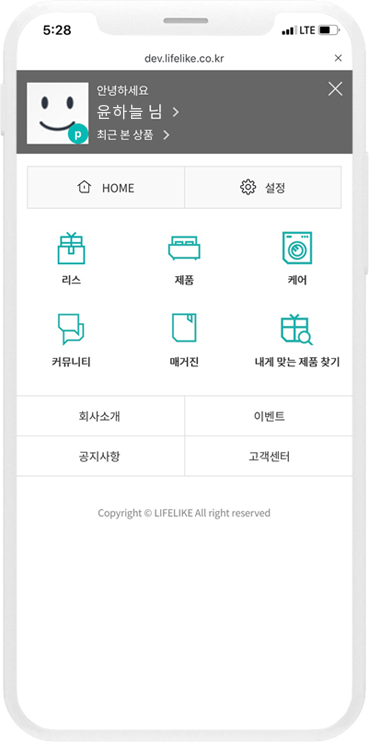 5:28
LTE
dev.lifelike.co.kr
안녕하세요
윤하늘 님
최근 본 상품
p
HOME
설정
리스
제품
케어
커뮤니티
매거진
내게 맞는 제품 찾기
회사소개
이벤트
공지사항
고객센터
Copyright © LIFELIKE All right reserved